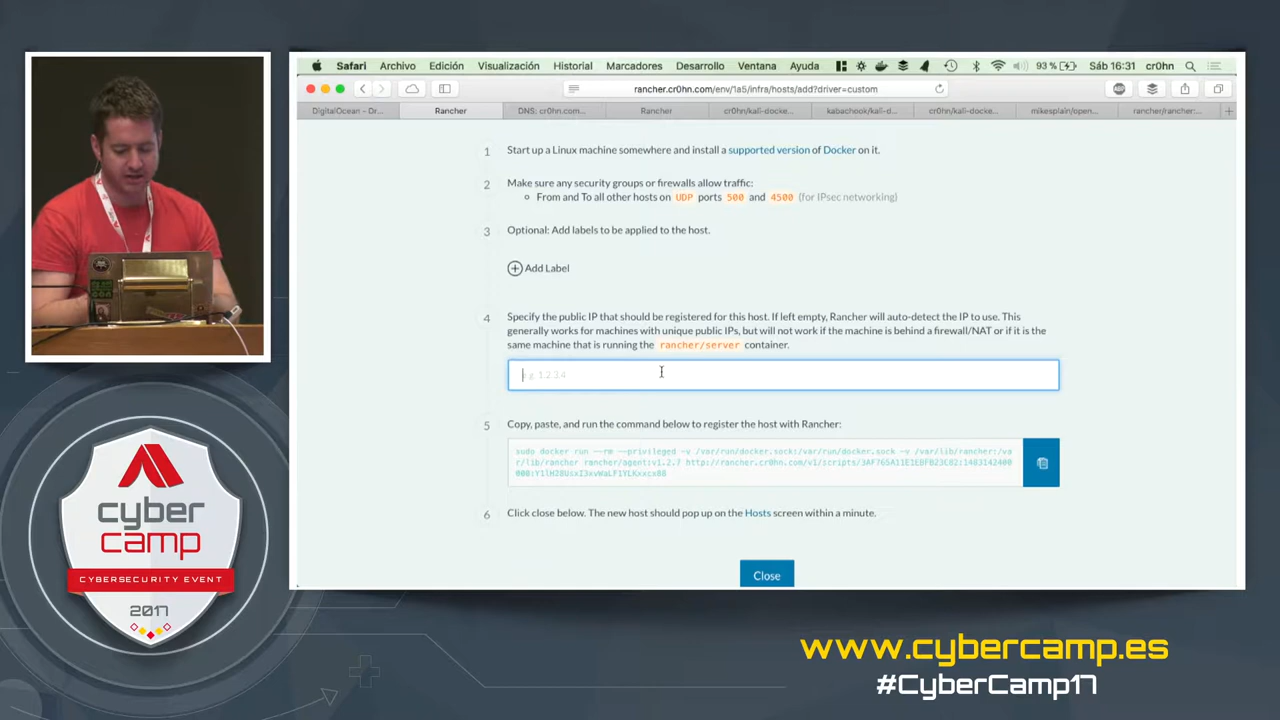 Safari Archivo Edición Visualización Historial Marcadores Desarrollo Ventana Ayuda 93 % Sáb 16:31 cr0hn
rancher.cr0hn.com/env/1a5/infra/hosts/add?driver=custom
DigitalOcean - Dr... Rancher DNS: cr0hn.com... Rancher cr0hn/kali-docke... kabachook/kali-d... cr0hn/kali-docke... mikesplain/open... rancher/rancher:...
1 Start up a Linux machine somewhere and install a supported version of Docker on it.
2 Make sure any security groups or firewalls allow traffic:
From and To all other hosts on UDP ports 500 and 4500 (for IPsec networking)
3 Optional: Add labels to be applied to the host.
Add Label
4 Specify the public IP that should be registered for this host. If left empty, Rancher will auto-detect the IP to use. This
generally works for machines with unique public IPs, but will not work if the machine is behind a firewall/NAT or if it is the
same machine that is running the rancher/server container.
e.g. 1.2.3.4
5 Copy, paste, and run the command below to register the host with Rancher:
sudo docker run --rm --privileged -v /var/run/docker.sock:/var/run/docker.sock -v /var/lib/rancher:/va
r/lib/rancher rancher/agent:v1.2.7
6 Click close below. The new host should pop up on the Hosts screen within a minute.
Close
cyber
camp
CYBERSECURITY EVENT
2017
www.cybercamp.es
#CyberCamp17